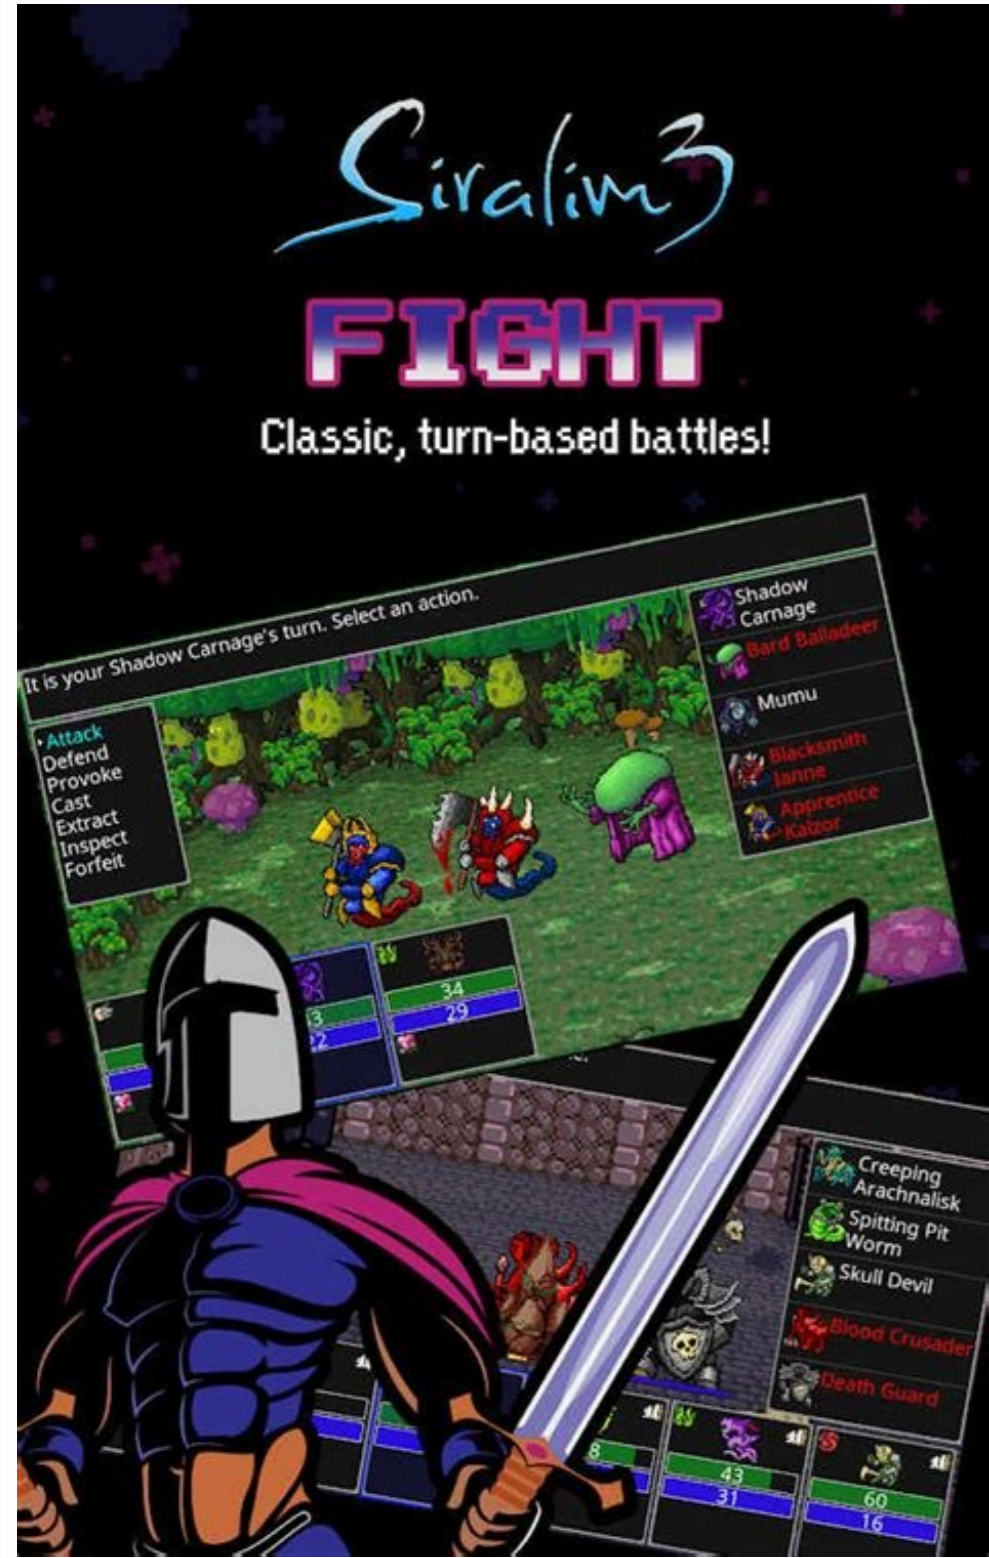 Siralim 3
FIGHT
Classic, turn-based battles!
It is your Shadow Carnage's turn. Select an action.
Attack
Defend
Provoke
Cast
Extract
Inspect
Forfeit
Shadow
Carnage
Bard Balladeer
Mumu
Blacksmith
Ianne
Apprentice
Kaizor
34
29
Creeping
Arachnalisk
Spitting Pit
Worm
Skull Devil
Blood Crusader
Death Guard
43
31
60
16